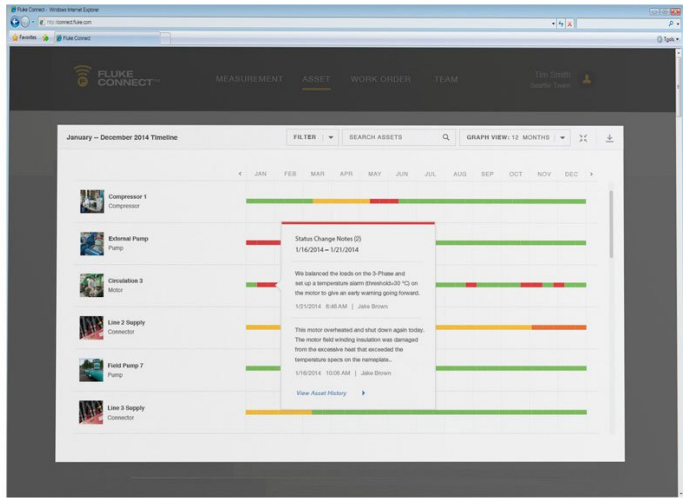 Fluke Connect - Windows Internet Explorer
http://connect.fluke.com
Favorites
Fluke Connect
Tools
FLUKE
CONNECT™
MEASUREMENT ASSET WORK ORDER TEAM
Tim Smith
Seattle Town
January – December 2014 Timeline
FILTER
SEARCH ASSETS
GRAPH VIEW: 12 MONTHS
JAN FEB MAR APR MAY JUN JUL AUG SEP OCT NOV DEC
Compressor 1
Compressor
External Pump
Pump
Circulation 3
Motor
Line 2 Supply
Connector
Field Pump 7
Pump
Line 3 Supply
Connector
Status Change Notes (2)
1/16/2014 – 1/21/2014
We balanced the loads on the 3-Phase and
set up a temperature alarm (threshold=30 °C) on
the motor to give an early warning going forward.
1/21/2014 6:46 AM | Jake Brown
This motor overheated and shut down again today.
The motor field winding insulation was damaged
from the excessive heat that exceeded the
temperature specs on the nameplate..
1/16/2014 10:05 AM | Jake Brown
View Asset History